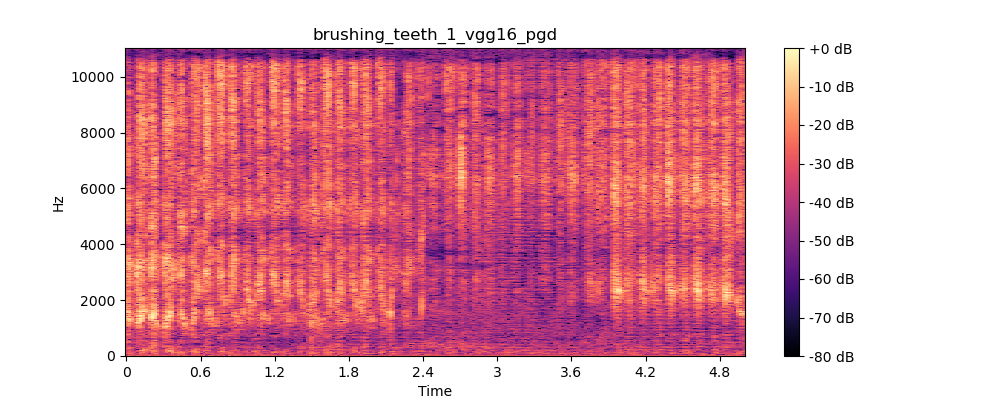 brushing_teeth_1_vgg16_pgd
Hz
10000
8000
6000
4000
2000
0
0 0.6 1.2 1.8 2.4 3 3.6 4.2 4.8
Time
+0 dB
-10 dB
-20 dB
-30 dB
-40 dB
-50 dB
-60 dB
-70 dB
-80 dB